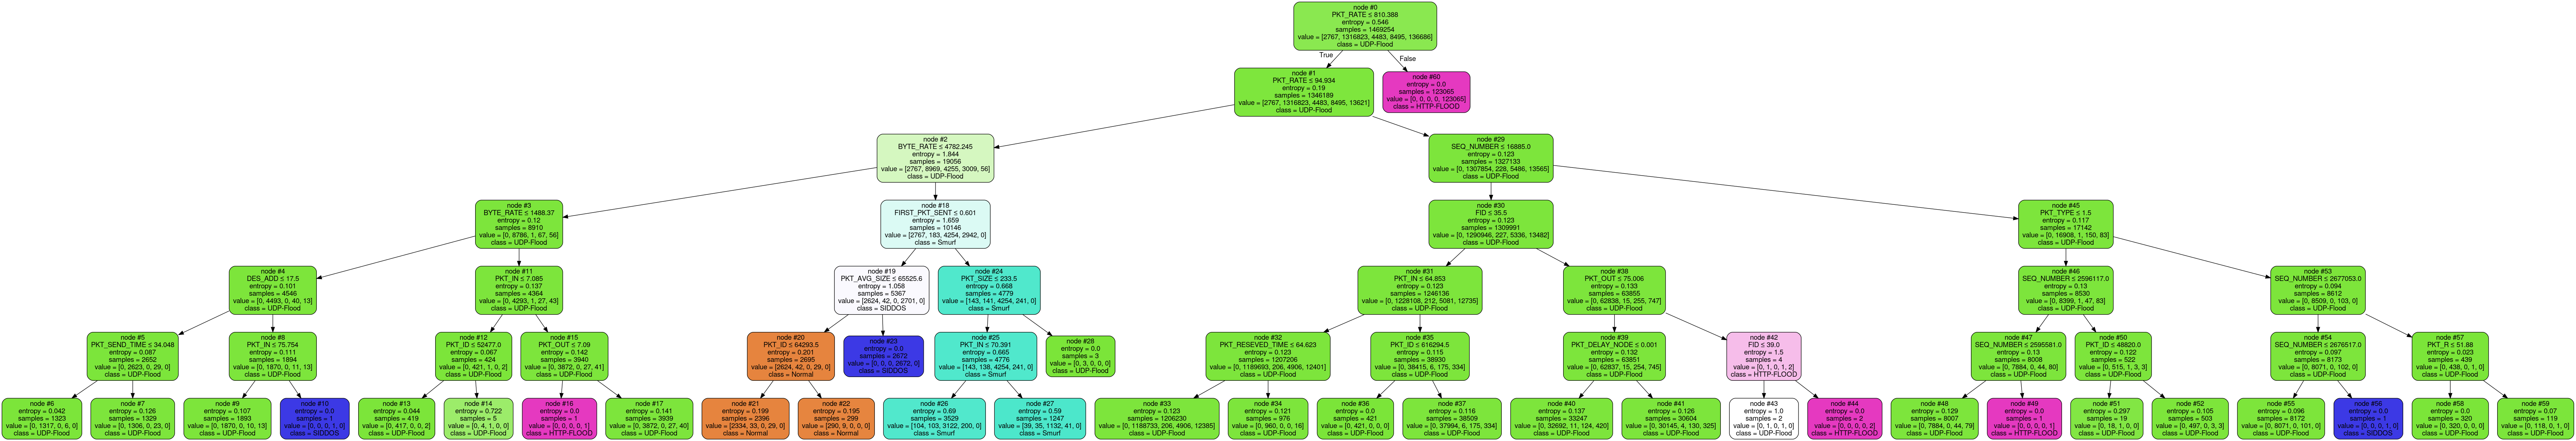 node #0
PKT_RATE ≤ 810.388
entropy = 0.546
samples = 1469254
value = [2767, 1316823, 4483, 8495, 136686]
class = UDP-Flood
True
False
node #1
PKT_RATE ≤ 94.934
entropy = 0.19
samples = 1346189
value = [2767, 1316823, 4483, 8495, 13621]
class = UDP-Flood
node #60
entropy = 0.0
samples = 123065
value = [0, 0, 0, 0, 123065]
class = HTTP-FLOOD
node #2
BYTE_RATE ≤ 4782.245
entropy = 1.844
samples = 19056
value = [2767, 8969, 4255, 3009, 56]
class = UDP-Flood
node #29
SEQ_NUMBER ≤ 16885.0
entropy = 0.123
samples = 1327133
value = [0, 1307854, 228, 5486, 13565]
class = UDP-Flood
node #3
BYTE_RATE ≤ 1488.37
entropy = 0.12
samples = 8910
value = [0, 8786, 1, 67, 56]
class = UDP-Flood
node #18
FIRST_PKT_SENT ≤ 0.601
entropy = 1.659
samples = 10146
value = [2767, 183, 4254, 2942, 0]
class = Smurf
node #30
FID ≤ 35.5
entropy = 0.123
samples = 1309991
value = [0, 1290946, 227, 5336, 13482]
class = UDP-Flood
node #45
PKT_TYPE ≤ 1.5
entropy = 0.117
samples = 17142
value = [0, 16908, 1, 150, 83]
class = UDP-Flood
node #4
DES_ADD ≤ 17.5
entropy = 0.101
samples = 4546
value = [0, 4493, 0, 40, 13]
class = UDP-Flood
node #11
PKT_IN ≤ 7.085
entropy = 0.137
samples = 4364
value = [0, 4293, 1, 27, 43]
class = UDP-Flood
node #19
PKT_AVG_SIZE ≤ 65525.6
entropy = 1.058
samples = 5367
value = [2624, 42, 0, 2701, 0]
class = SIDDOS
node #24
PKT_SIZE ≤ 233.5
entropy = 0.668
samples = 4779
value = [143, 141, 4254, 241, 0]
class = Smurf
node #31
PKT_IN ≤ 64.853
entropy = 0.123
samples = 1246136
value = [0, 1228108, 212, 5081, 12735]
class = UDP-Flood
node #38
PKT_OUT ≤ 75.006
entropy = 0.133
samples = 63855
value = [0, 62838, 15, 255, 747]
class = UDP-Flood
node #46
SEQ_NUMBER ≤ 2596117.0
entropy = 0.13
samples = 8530
value = [0, 8399, 1, 47, 83]
class = UDP-Flood
node #53
SEQ_NUMBER ≤ 2677053.0
entropy = 0.094
samples = 8612
value = [0, 8509, 0, 103, 0]
class = UDP-Flood
node #5
PKT_SEND_TIME ≤ 34.048
entropy = 0.087
samples = 2652
value = [0, 2623, 0, 29, 0]
class = UDP-Flood
node #8
PKT_IN ≤ 75.754
entropy = 0.111
samples = 1894
value = [0, 1870, 0, 11, 13]
class = UDP-Flood
node #12
PKT_ID ≤ 52477.0
entropy = 0.067
samples = 424
value = [0, 421, 1, 0, 2]
class = UDP-Flood
node #15
PKT_OUT ≤ 7.09
entropy = 0.142
samples = 3940
value = [0, 3872, 0, 27, 41]
class = UDP-Flood
node #20
PKT_ID ≤ 64293.5
entropy = 0.201
samples = 2695
value = [2624, 42, 0, 29, 0]
class = Normal
node #23
entropy = 0.0
samples = 2672
value = [0, 0, 0, 2672, 0]
class = SIDDOS
node #25
PKT_IN ≤ 70.391
entropy = 0.665
samples = 4776
value = [143, 138, 4254, 241, 0]
class = Smurf
node #28
entropy = 0.0
samples = 3
value = [0, 3, 0, 0, 0]
class = UDP-Flood
node #32
PKT_RESEVED_TIME ≤ 64.623
entropy = 0.123
samples = 1207206
value = [0, 1189693, 206, 4906, 12401]
class = UDP-Flood
node #35
PKT_ID ≤ 616294.5
entropy = 0.115
samples = 38930
value = [0, 38415, 6, 175, 334]
class = UDP-Flood
node #39
PKT_DELAY_NODE ≤ 0.001
entropy = 0.132
samples = 63851
value = [0, 62837, 15, 254, 745]
class = UDP-Flood
node #42
FID ≤ 39.0
entropy = 1.5
samples = 4
value = [0, 1, 0, 1, 2]
class = HTTP-FLOOD
node #47
SEQ_NUMBER ≤ 2595581.0
entropy = 0.13
samples = 8008
value = [0, 7884, 0, 44, 80]
class = UDP-Flood
node #50
PKT_ID ≤ 48820.0
entropy = 0.122
samples = 522
value = [0, 515, 1, 3, 3]
class = UDP-Flood
node #54
SEQ_NUMBER ≤ 2676517.0
entropy = 0.097
samples = 8173
value = [0, 8071, 0, 102, 0]
class = UDP-Flood
node #57
PKT_R ≤ 51.88
entropy = 0.023
samples = 439
value = [0, 438, 0, 1, 0]
class = UDP-Flood
node #6
entropy = 0.042
samples = 1323
value = [0, 1317, 0, 6, 0]
class = UDP-Flood
node #7
entropy = 0.126
samples = 1329
value = [0, 1306, 0, 23, 0]
class = UDP-Flood
node #9
entropy = 0.107
samples = 1893
value = [0, 1870, 0, 10, 13]
class = UDP-Flood
node #10
entropy = 0.0
samples = 1
value = [0, 0, 0, 1, 0]
class = SIDDOS
node #13
entropy = 0.044
samples = 419
value = [0, 417, 0, 0, 2]
class = UDP-Flood
node #14
entropy = 0.722
samples = 5
value = [0, 4, 1, 0, 0]
class = UDP-Flood
node #16
entropy = 0.0
samples = 1
value = [0, 0, 0, 0, 1]
class = HTTP-FLOOD
node #17
entropy = 0.141
samples = 3939
value = [0, 3872, 0, 27, 40]
class = UDP-Flood
node #21
entropy = 0.199
samples = 2396
value = [2334, 33, 0, 29, 0]
class = Normal
node #22
entropy = 0.195
samples = 299
value = [290, 9, 0, 0, 0]
class = Normal
node #26
entropy = 0.69
samples = 3529
value = [104, 103, 3122, 200, 0]
class = Smurf
node #27
entropy = 0.59
samples = 1247
value = [39, 35, 1132, 41, 0]
class = Smurf
node #33
entropy = 0.123
samples = 1206230
value = [0, 1188733, 206, 4906, 12385]
class = UDP-Flood
node #34
entropy = 0.121
samples = 976
value = [0, 960, 0, 0, 16]
class = UDP-Flood
node #36
entropy = 0.0
samples = 421
value = [0, 421, 0, 0, 0]
class = UDP-Flood
node #37
entropy = 0.116
samples = 38509
value = [0, 37994, 6, 175, 334]
class = UDP-Flood
node #40
entropy = 0.137
samples = 33247
value = [0, 32692, 11, 124, 420]
class = UDP-Flood
node #41
entropy = 0.126
samples = 30604
value = [0, 30145, 4, 130, 325]
class = UDP-Flood
node #43
entropy = 1.0
samples = 2
value = [0, 1, 0, 1, 0]
class = UDP-Flood
node #44
entropy = 0.0
samples = 2
value = [0, 0, 0, 0, 2]
class = HTTP-FLOOD
node #48
entropy = 0.129
samples = 8007
value = [0, 7884, 0, 44, 79]
class = UDP-Flood
node #49
entropy = 0.0
samples = 1
value = [0, 0, 0, 0, 1]
class = HTTP-FLOOD
node #51
entropy = 0.297
samples = 19
value = [0, 18, 1, 0, 0]
class = UDP-Flood
node #52
entropy = 0.105
samples = 503
value = [0, 497, 0, 3, 3]
class = UDP-Flood
node #55
entropy = 0.096
samples = 8172
value = [0, 8071, 0, 101, 0]
class = UDP-Flood
node #56
entropy = 0.0
samples = 1
value = [0, 0, 0, 1, 0]
class = SIDDOS
node #58
entropy = 0.0
samples = 320
value = [0, 320, 0, 0, 0]
class = UDP-Flood
node #59
entropy = 0.07
samples = 119
value = [0, 118, 0, 1, 0]
class = UDP-Flood